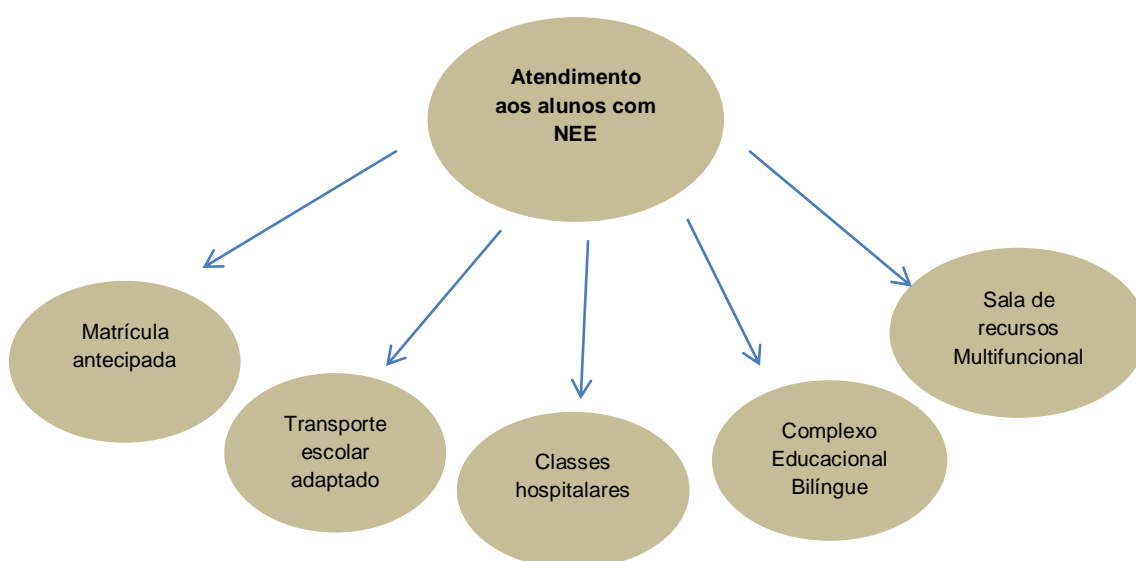 Atendimento
aos alunos com
NEE
Matrícula
antecipada
Transporte
escolar
adaptado
Classes
hospitalares
Complexo
Educacional
Bilíngue
Sala de
recursos
Multifuncional